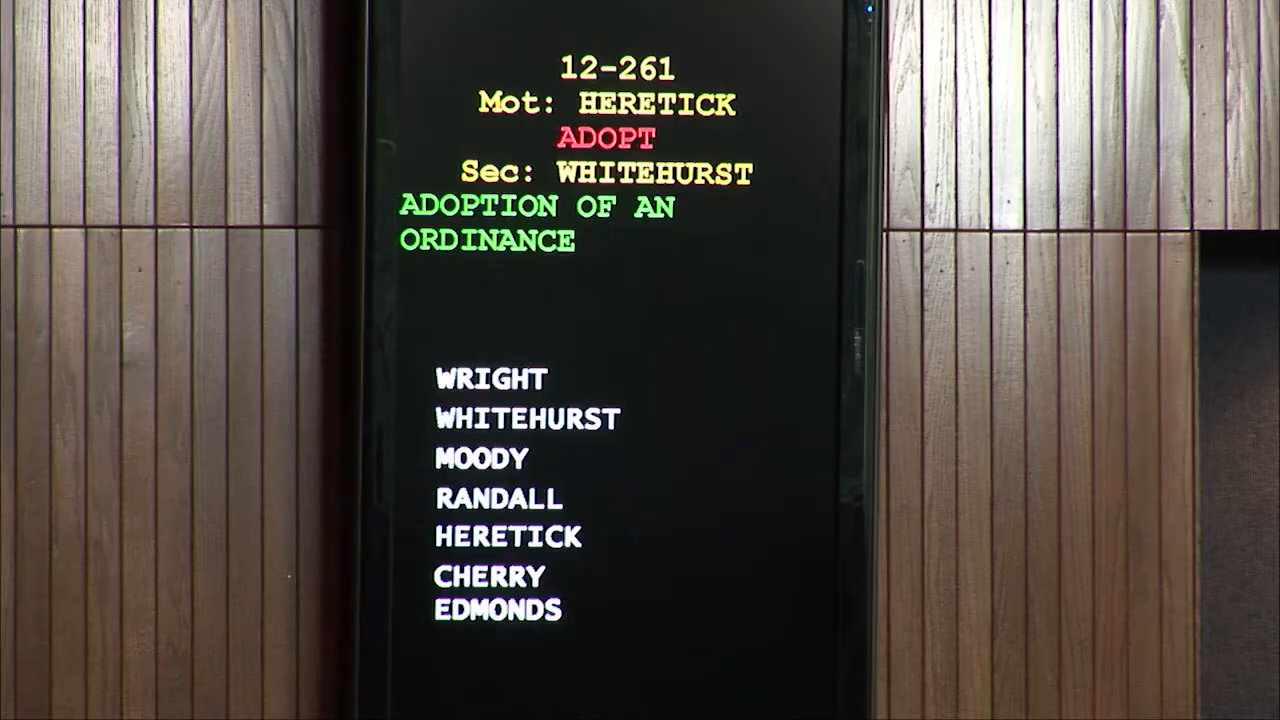 12-261
Mot: HERETICK
ADOPT
Sec: WHITEHURST
ADOPTION OF AN
ORDINANCE
WRIGHT
WHITEHURST
MOODY
RANDALL
HERETICK
CHERRY
EDMONDS